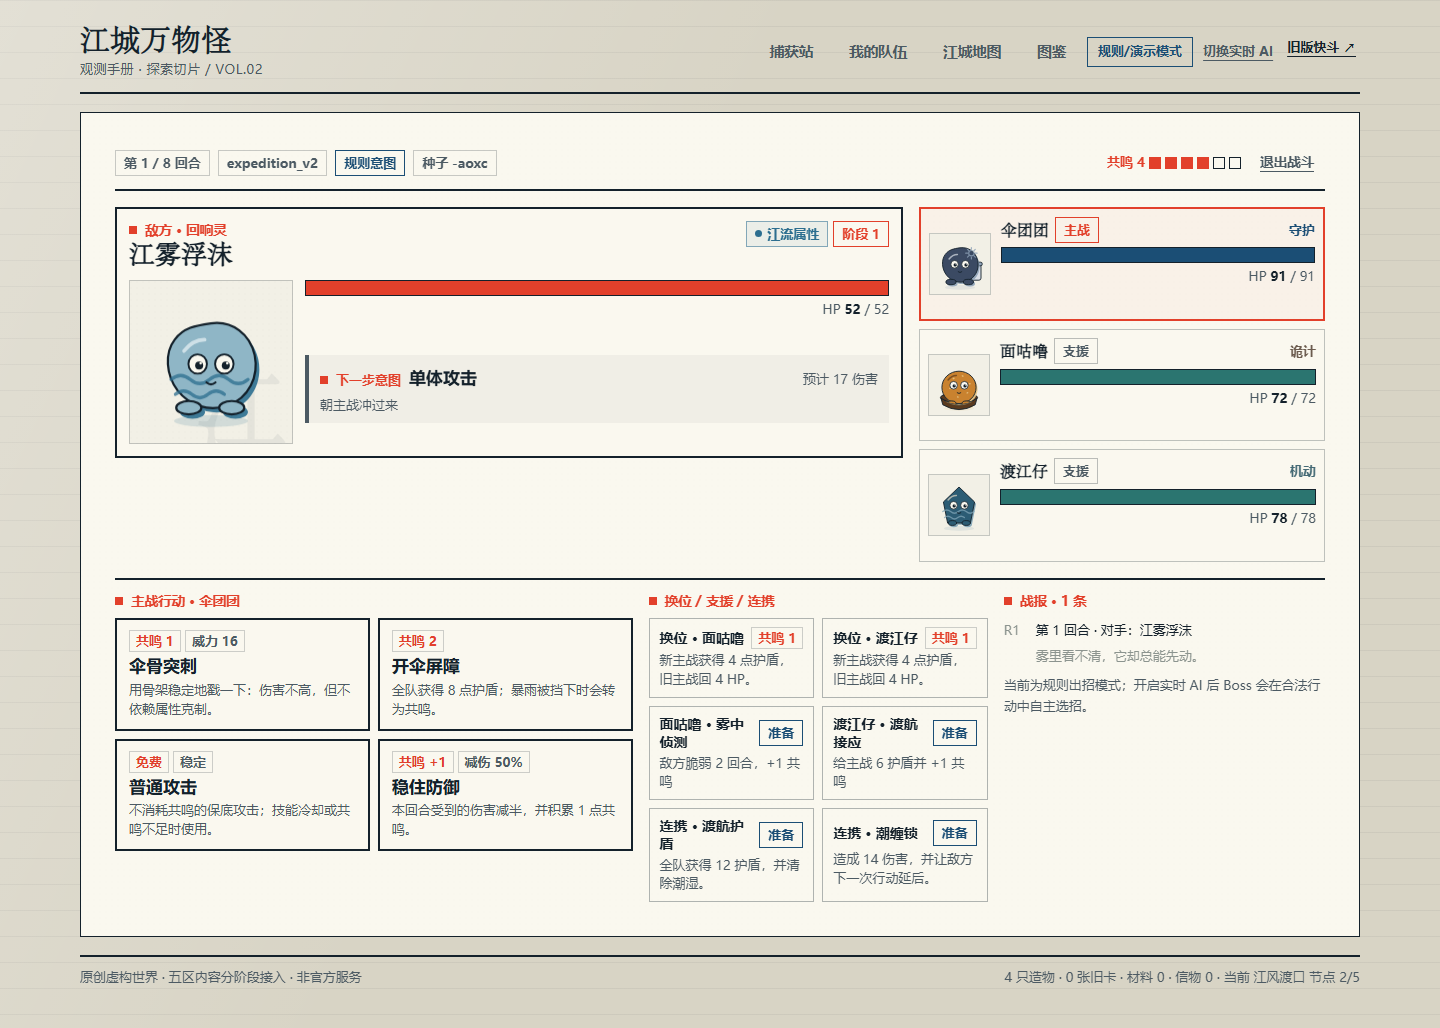 江城万物怪
观测手册 · 探索切片 / VOL.02
捕获站
我的队伍
江城地图
图鉴
规则/演示模式
切换实时 AI
旧版快斗 ↗
第 1 / 8 回合
expedition_v2
规则意图
种子 -aoxc
共鸣 4
退出战斗
敌方 • 回响灵
江雾浮沫
江流属性
阶段 1
HP 52 / 52
下一步意图 单体攻击
预计 17 伤害
朝主战冲过来
江
伞团团 主战
守护
HP 91 / 91
面咕噜 支援
诡计
HP 72 / 72
渡江仔 支援
机动
HP 78 / 78
主战行动 • 伞团团
共鸣 1
威力 16
伞骨突刺
用骨架稳定地戳一下：伤害不高，但不
依赖属性克制。
共鸣 2
开伞屏障
全队获得 8 点护盾；暴雨被挡下时会转
为共鸣。
免费
稳定
普通攻击
不消耗共鸣的保底攻击；技能冷却或共
鸣不足时使用。
共鸣 +1
减伤 50%
稳住防御
本回合受到的伤害减半，并积累 1 点共
鸣。
换位 / 支援 / 连携
换位 • 面咕噜
共鸣 1
新主战获得 4 点护盾，
旧主战回 4 HP。
换位 • 渡江仔
共鸣 1
新主战获得 4 点护盾，
旧主战回 4 HP。
面咕噜 • 雾中
侦测
准备
敌方脆弱 2 回合，+1 共
鸣
渡江仔 • 渡航
接应
准备
给主战 6 护盾并 +1 共
鸣
连携 • 渡航护
盾
准备
全队获得 12 护盾，并清
除潮湿。
连携 • 潮缠锁
准备
造成 14 伤害，并让敌方
下一次行动延后。
战报 • 1 条
R1
第 1 回合 · 对手：江雾浮沫
雾里看不清，它却总能先动。
当前为规则出招模式；开启实时 AI 后 Boss 会在合法行
动中自主选招。
原创虚构世界 · 五区内容分阶段接入 · 非官方服务
4 只造物 · 0 张旧卡 · 材料 0 · 信物 0 · 当前 江风渡口 节点 2/5